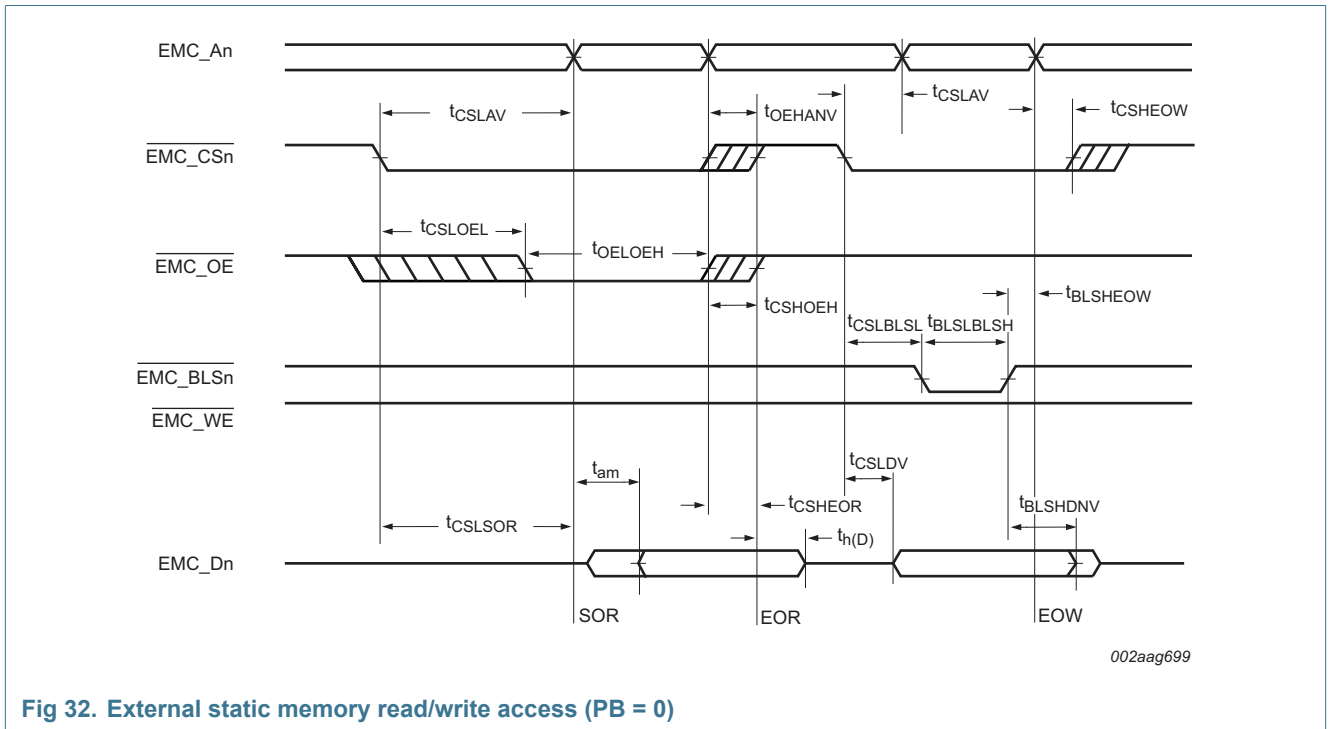 EMC_An
tCSLAV
tOEHANV
tCSLAV
tCSHEOW
EMC_CSn
tCSLOEL
tOELOEH
EMC_OE
tCSHOEH
tBLSHEOW
tCSLBLSL
tBLSLBLSH
EMC_BLSn
EMC_WE
tam
tCSLDV
tCSLSOR
tCSHEOR
tBLSHDNV
th(D)
EMC_Dn
SOR
EOR
EOW
002aag699
Fig 32. External static memory read/write access (PB = 0)